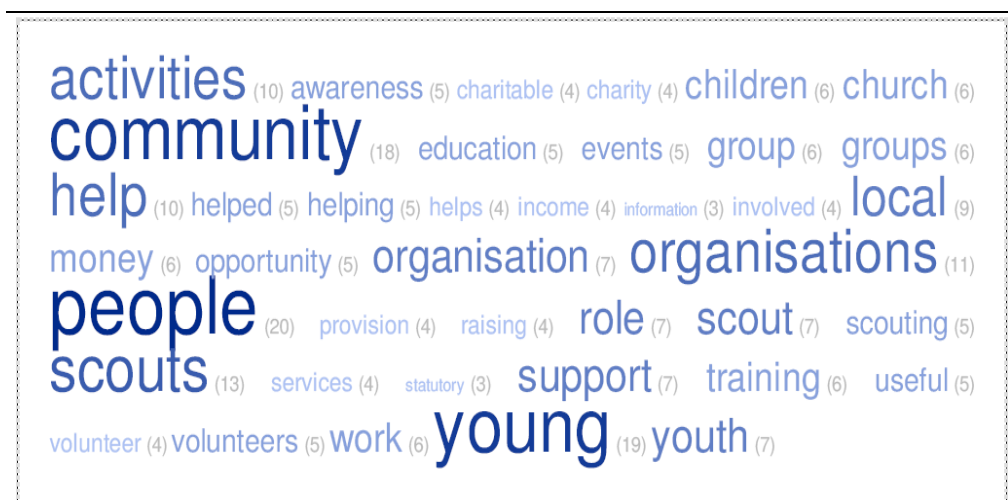 activities (10) awareness (5) charitable (4) charity (4) children (6) church (6)
community (18) education (5) events (5) group (6) groups (6)
help (10) helped (5) helping (5) helps (4) income (4) information (3) involved (4) local (9)
money (6) opportunity (5) organisation (7) organisations (11)
people (20) provision (4) raising (4) role (7) scout (7) scouting (5)
scouts (13) services (4) statutory (3) support (7) training (6) useful (5)
volunteer (4) volunteers (5) work (6) young (19) youth (7)